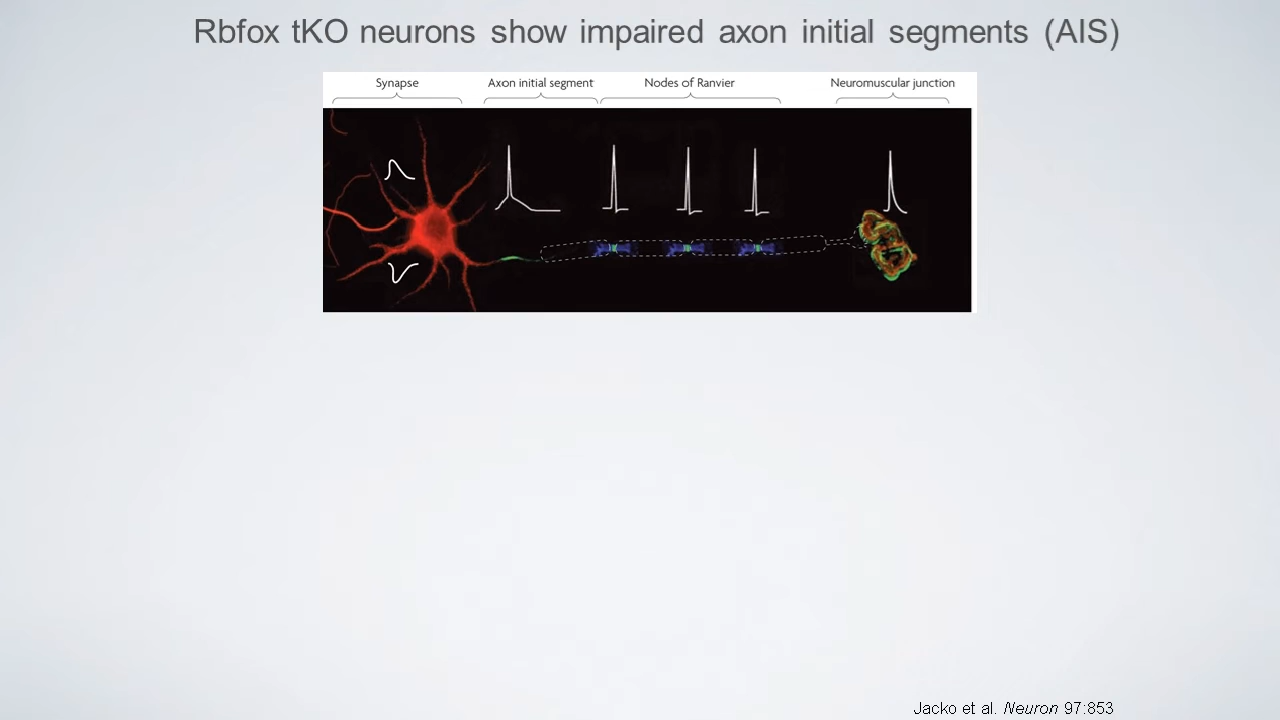 Rbfox tKO neurons show impaired axon initial segments (AIS)
Synapse Axon initial segment Nodes of Ranvier Neuromuscular junction
Jacko et al. Neuron 97:853